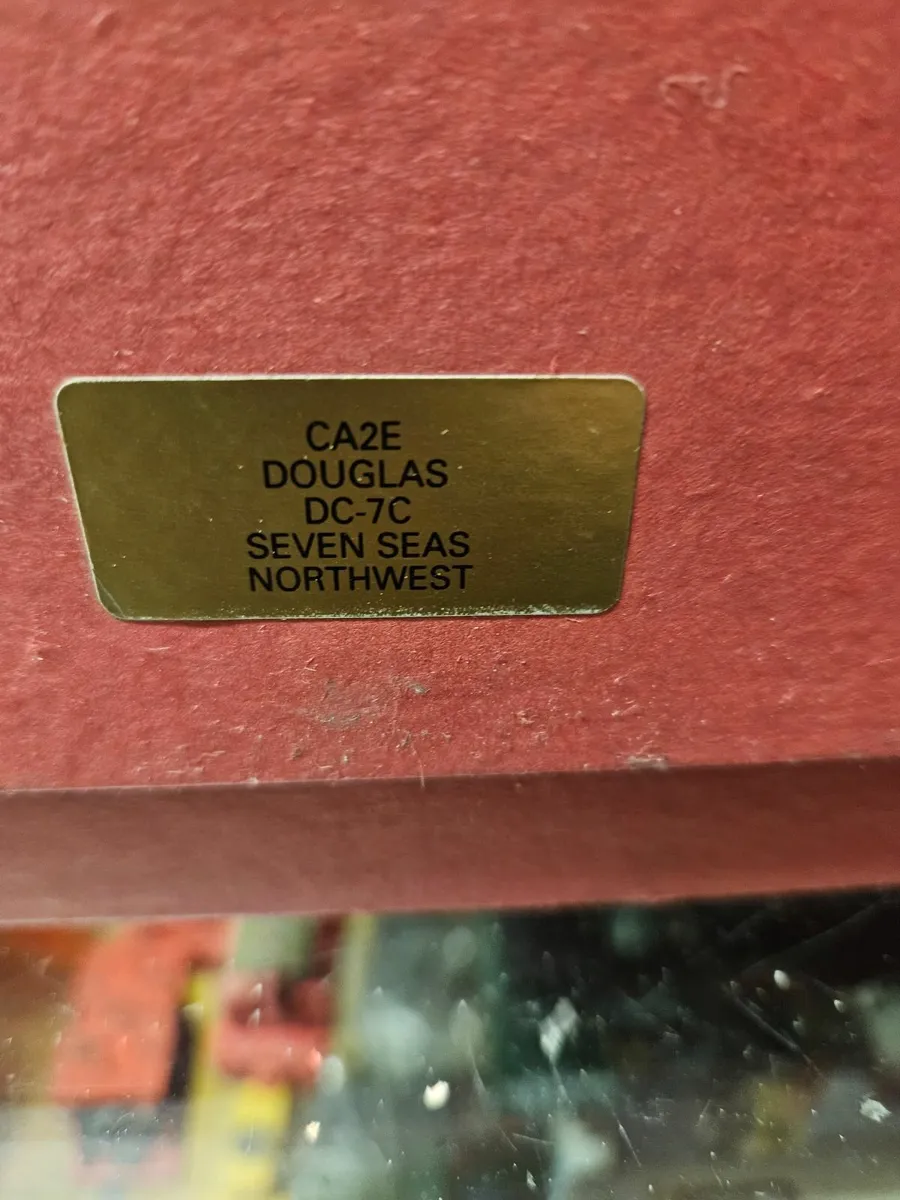 CA2E
DOUGLAS
DC-7C
SEVEN SEAS
NORTHWEST